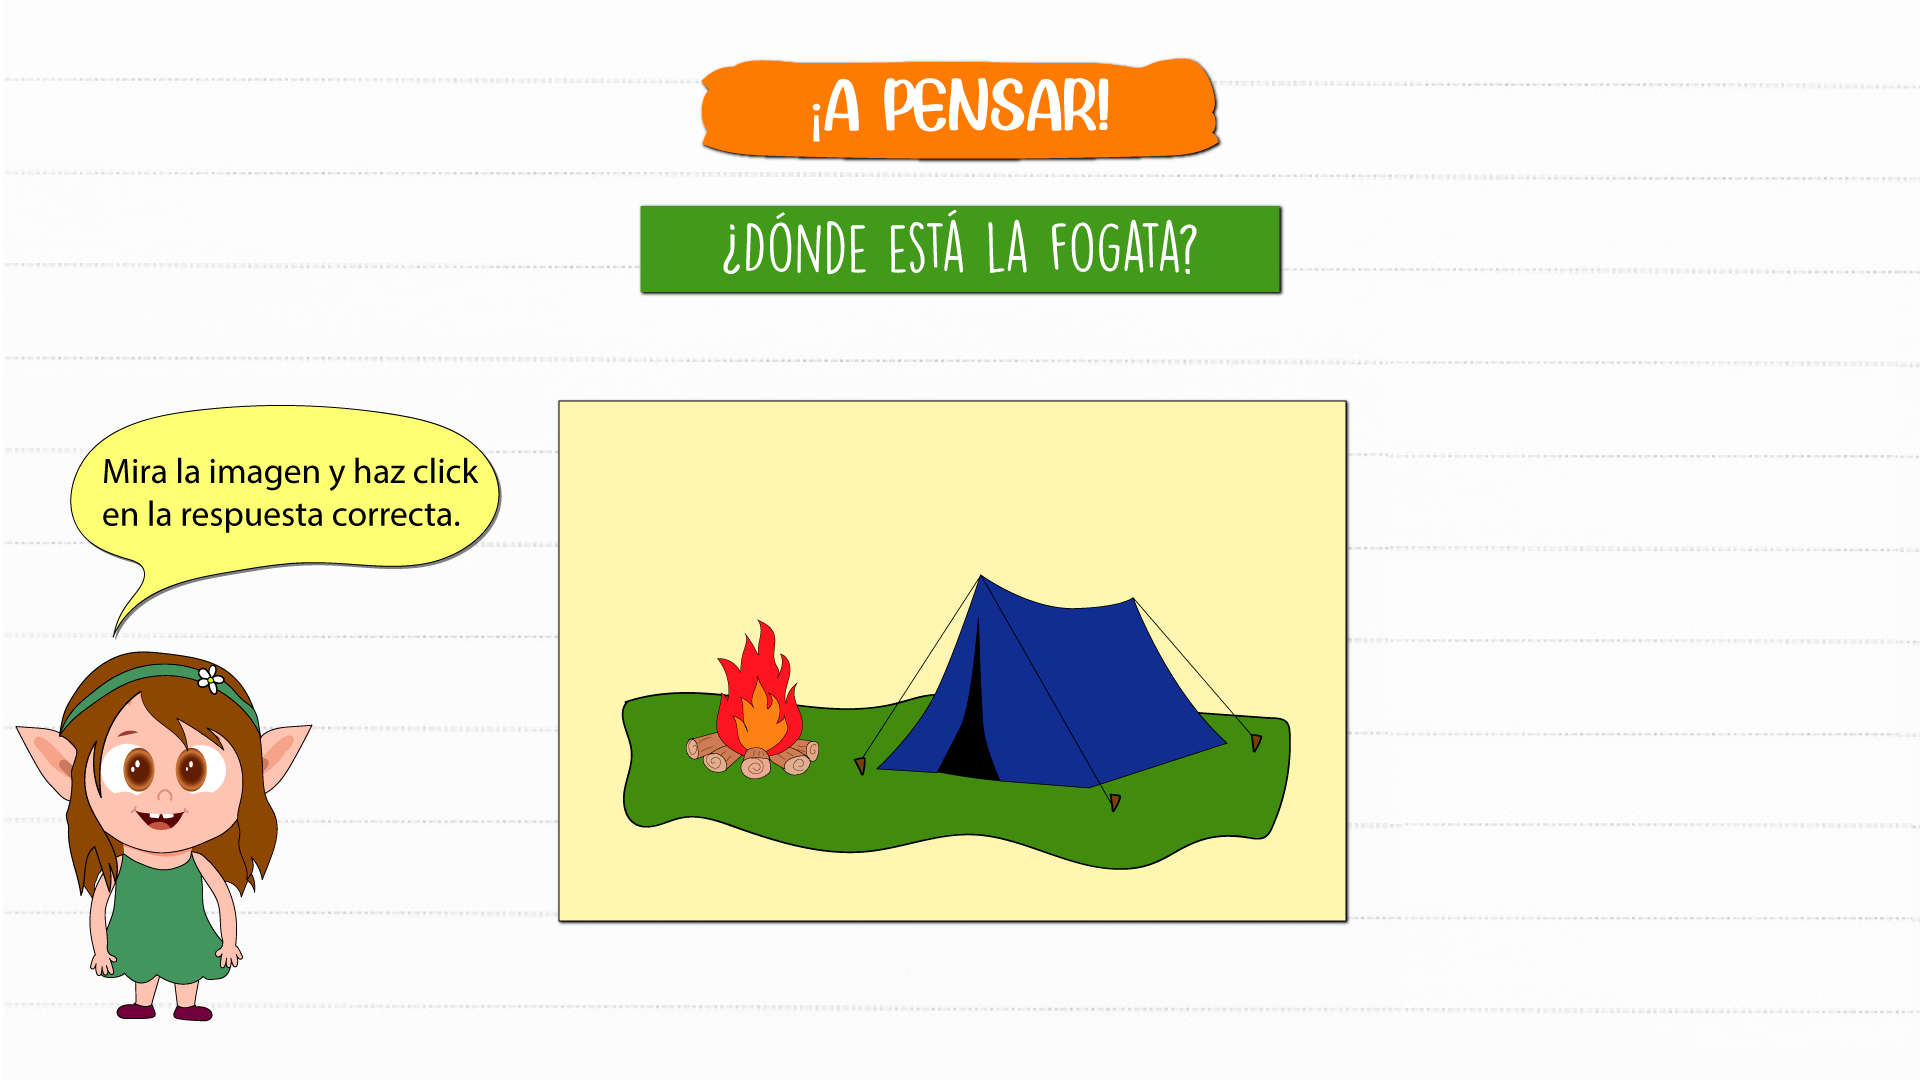 ¡A PENSAR!
¿DÓNDE ESTÁ LA FOGATA?
Mira la imagen y haz click
en la respuesta correcta.